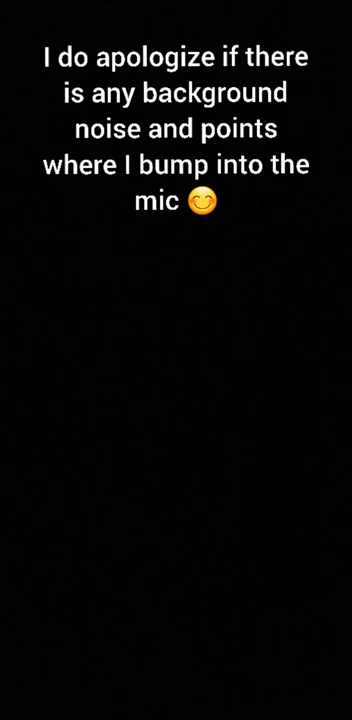 I do apologize if there
is any background
noise and points
where I bump into the
mic 😊